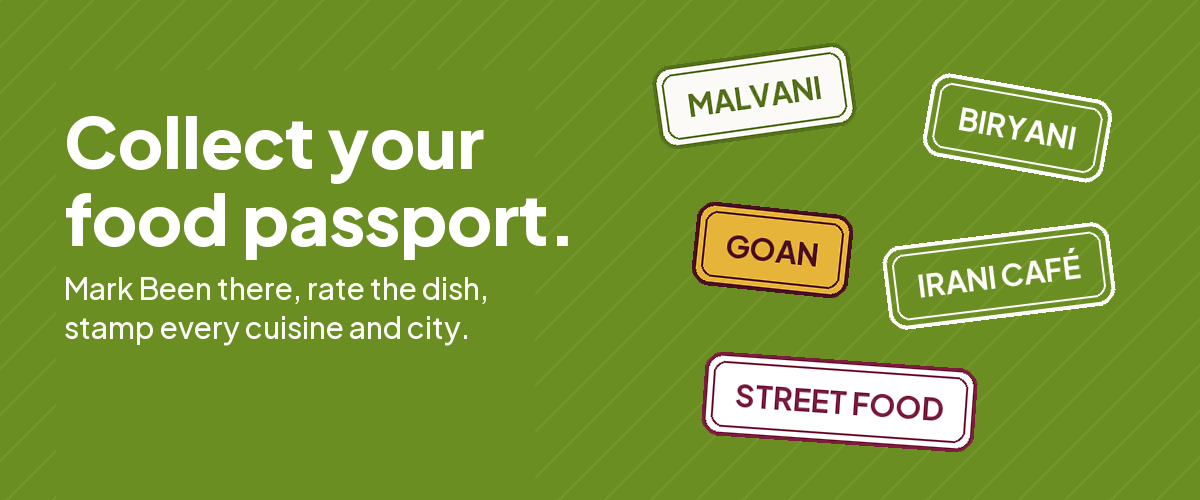 Collect your
food passport.
Mark Been there, rate the dish,
stamp every cuisine and city.
MALVANI
BIRYANI
GOAN
IRANI CAFÉ
STREET FOOD